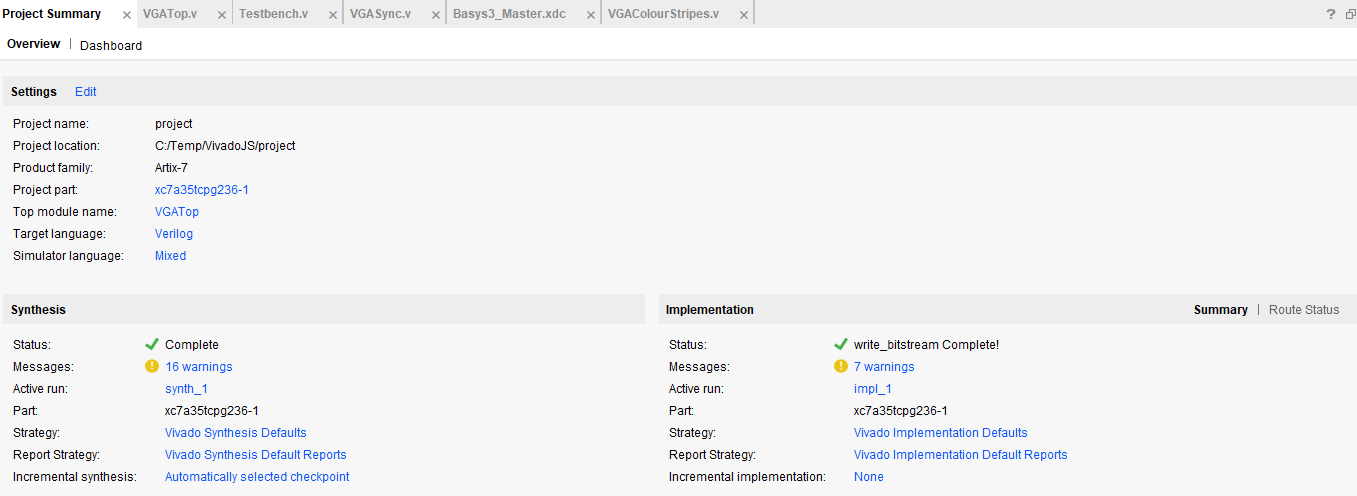 Project Summary × VGATop.v × Testbench.v × VGASync.v × Basys3_Master.xdc × VGAColourStripes.v × ?
Overview | Dashboard
Settings Edit
Project name: project
Project location: C:/Temp/VivadoJS/project
Product family: Artix-7
Project part: xc7a35tcpg236-1
Top module name: VGATop
Target language: Verilog
Simulator language: Mixed
Synthesis
Status: Complete
Messages: 16 warnings
Active run: synth_1
Part: xc7a35tcpg236-1
Strategy: Vivado Synthesis Defaults
Report Strategy: Vivado Synthesis Default Reports
Incremental synthesis: Automatically selected checkpoint
Implementation Summary | Route Status
Status: write_bitstream Complete!
Messages: 7 warnings
Active run: impl_1
Part: xc7a35tcpg236-1
Strategy: Vivado Implementation Defaults
Report Strategy: Vivado Implementation Default Reports
Incremental implementation: None